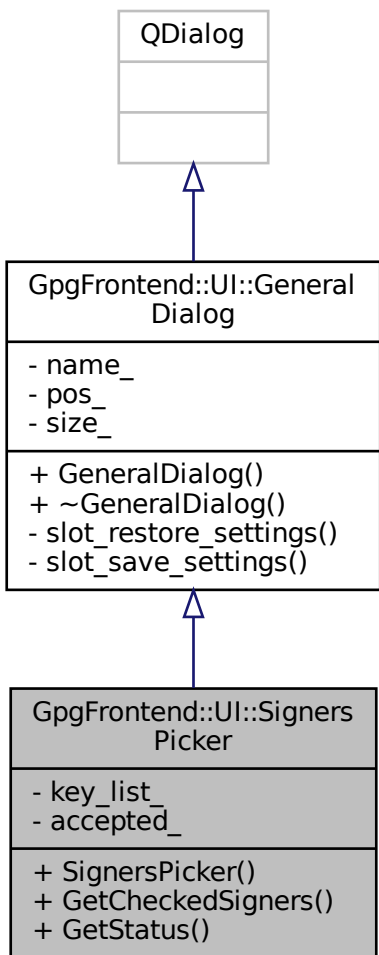 QDialog
GpgFrontend::UI::General
Dialog
- name_
- pos_
- size_
+ GeneralDialog()
+ ~GeneralDialog()
- slot_restore_settings()
- slot_save_settings()
GpgFrontend::UI::Signers
Picker
- key_list_
- accepted_
+ SignersPicker()
+ GetCheckedSigners()
+ GetStatus()